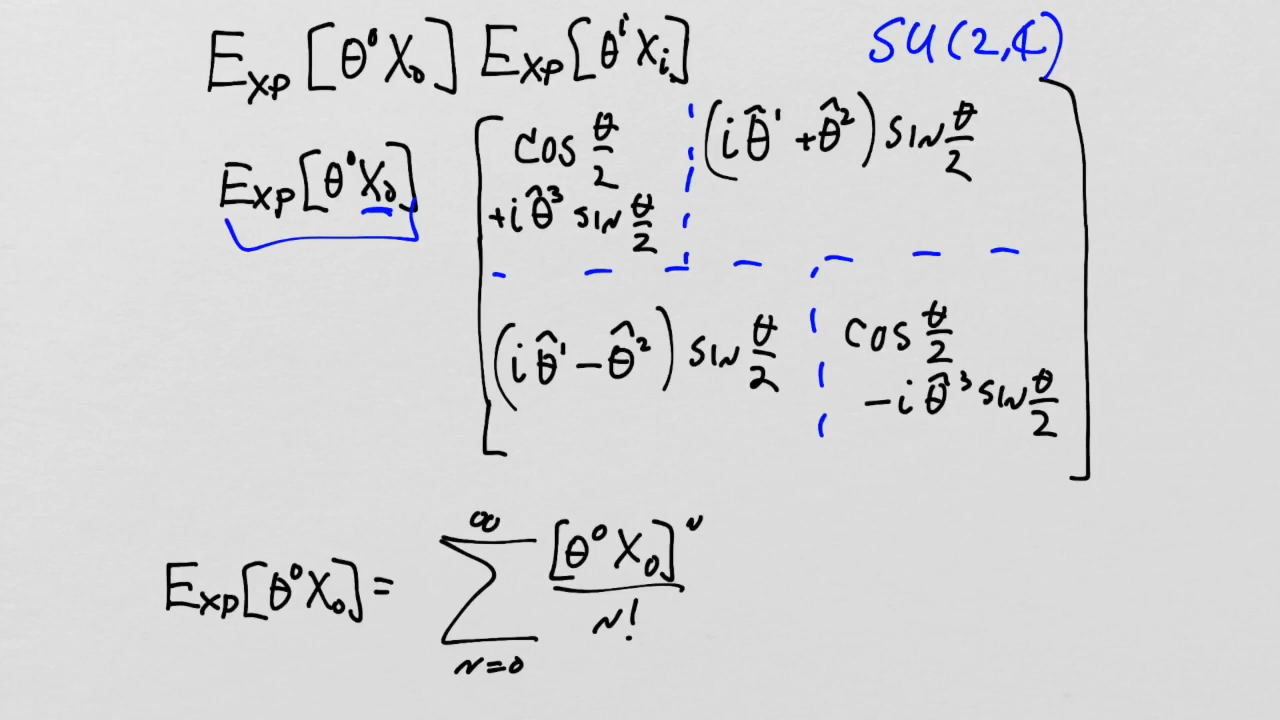 Exp[θ⁰X₀] Exp[θⁱXᵢ] SU(2,ℂ)
Exp[θ⁰X₀] [ cos θ/2 +iθ̂³ sin θ/2 (iθ̂¹+θ̂²) sin θ/2
(iθ̂¹−θ̂²) sin θ/2 cos θ/2 −iθ̂³ sin θ/2 ]
Exp[θ⁰X₀] = ∑_{N=0}^{∞} [θ⁰X₀]^N / N!